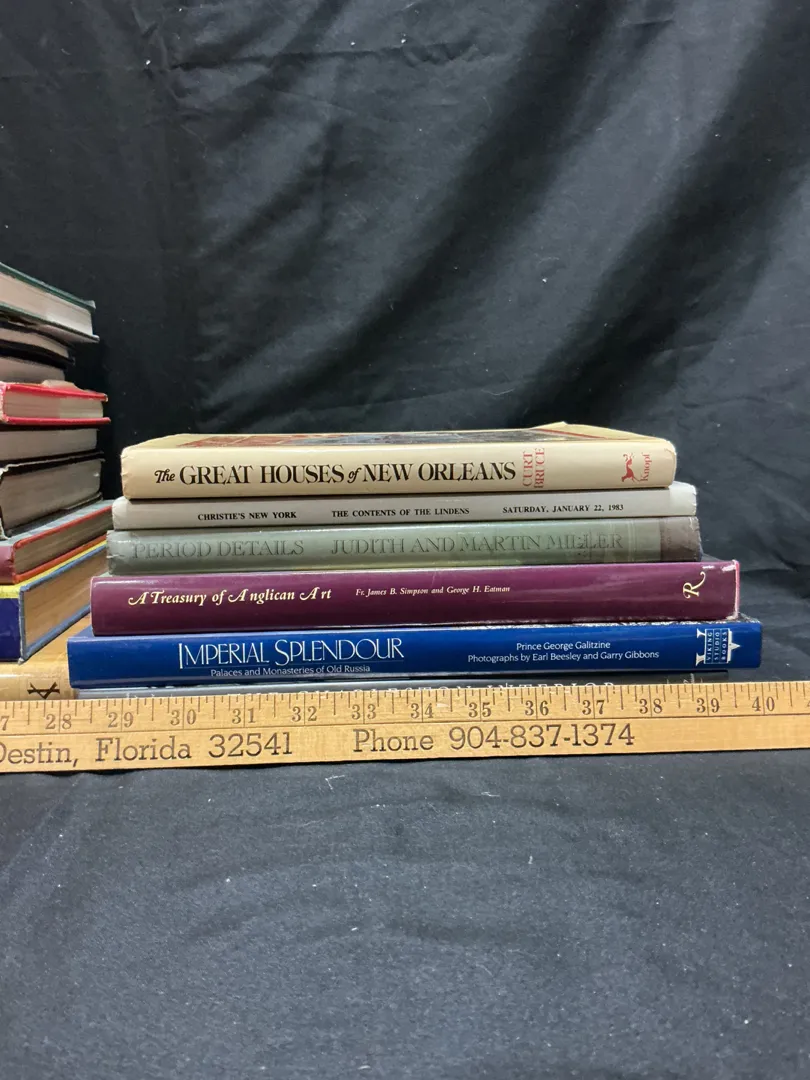 The GREAT HOUSES of NEW ORLEANS CURT BRUCE Knopf
CHRISTIE'S NEW YORK THE CONTENTS OF THE LINDENS SATURDAY, JANUARY 22, 1983
PERIOD DETAILS JUDITH AND MARTIN MILLER
A Treasury of Anglican Art Fr. James B. Simpson and George H. Eatman R
IMPERIAL SPLENDOUR Prince George Galitzine
Palaces and Monasteries of Old Russia Photographs by Earl Beesley and Garry Gibbons
VIKING STUDIO BOOKS
28 29 30 31 32 33 34 35 36 37 38 39 40
Destin, Florida 32541 Phone 904-837-1374